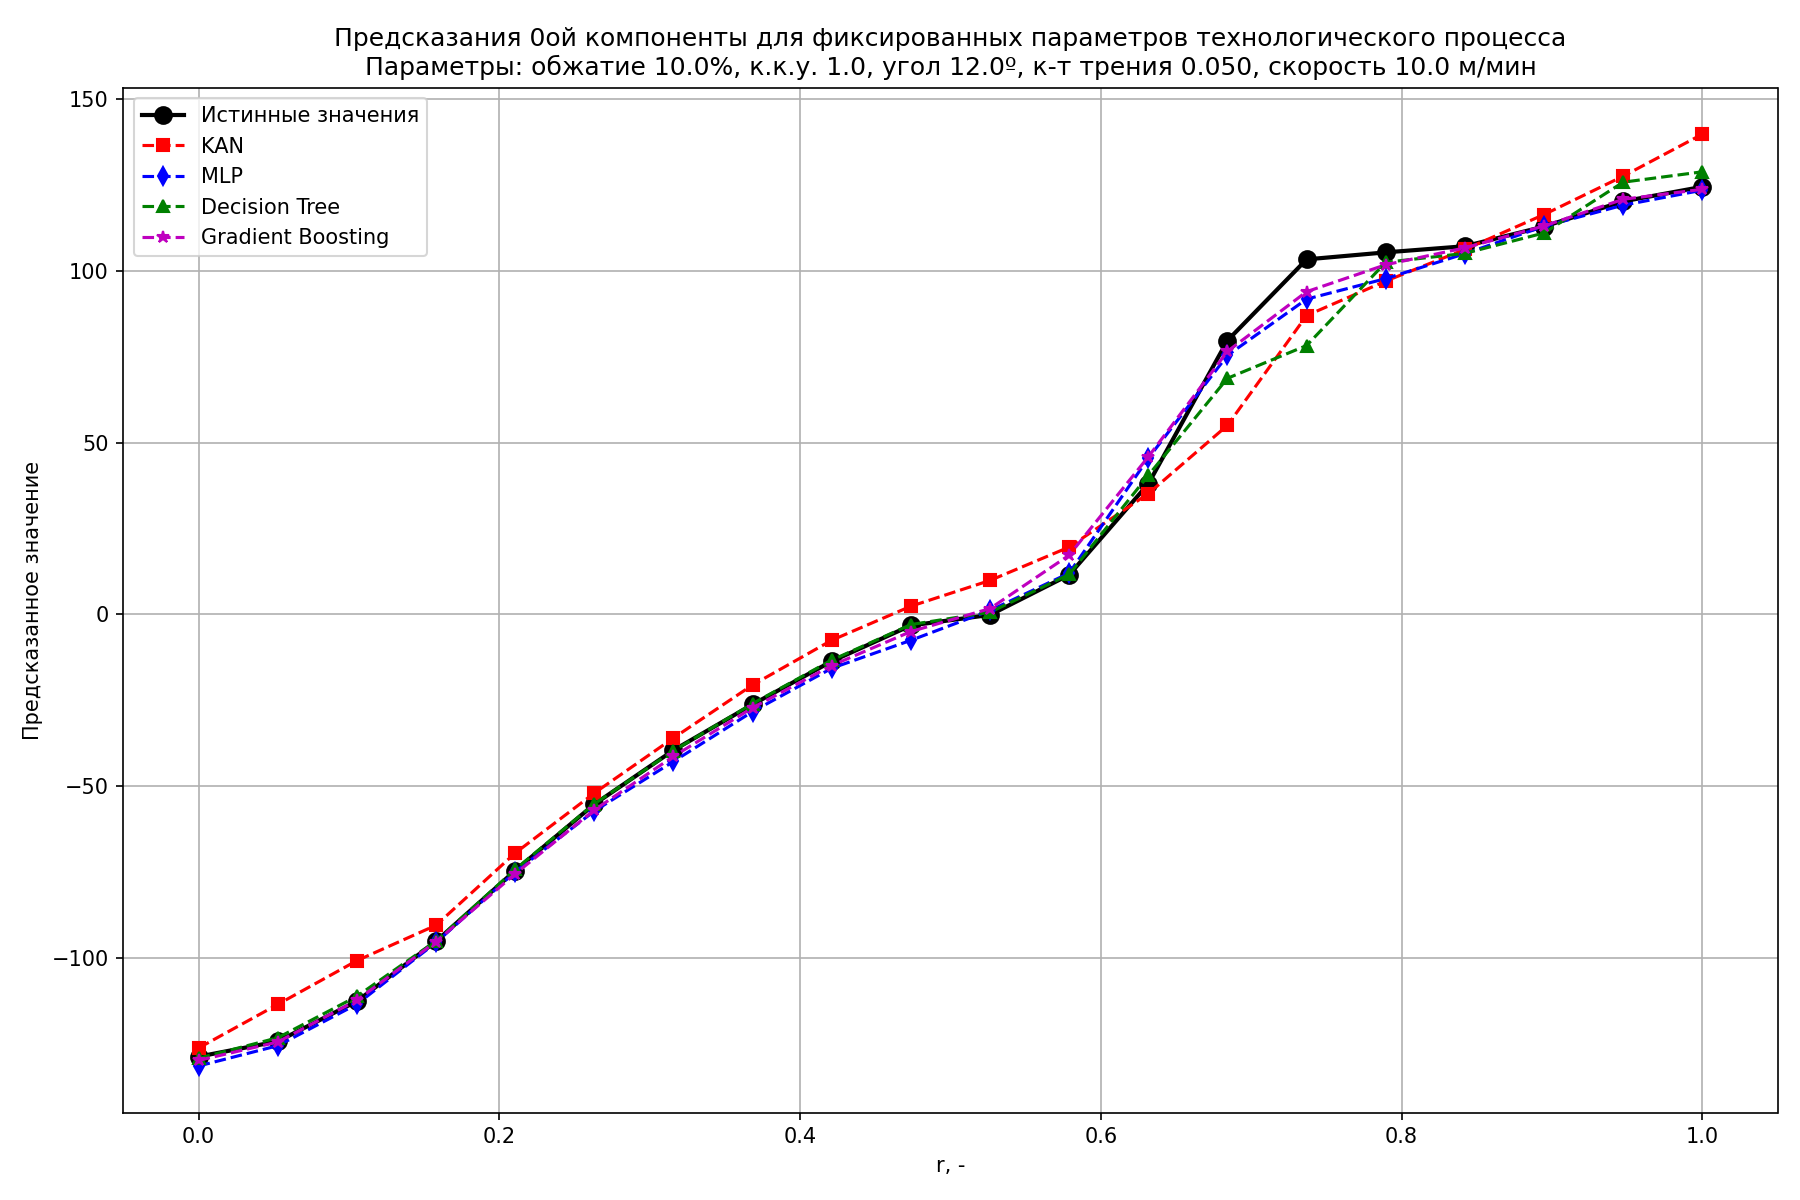 Предсказания 0ой компоненты для фиксированных параметров технологического процесса
Параметры: обжатие 10.0%, к.к.у. 1.0, угол 12.0º, к-т трения 0.050, скорость 10.0 м/мин
Истинные значения
KAN
MLP
Decision Tree
Gradient Boosting
Предсказанное значение
150
100
50
0
−50
−100
0.0
0.2
0.4
0.6
0.8
1.0
r, -